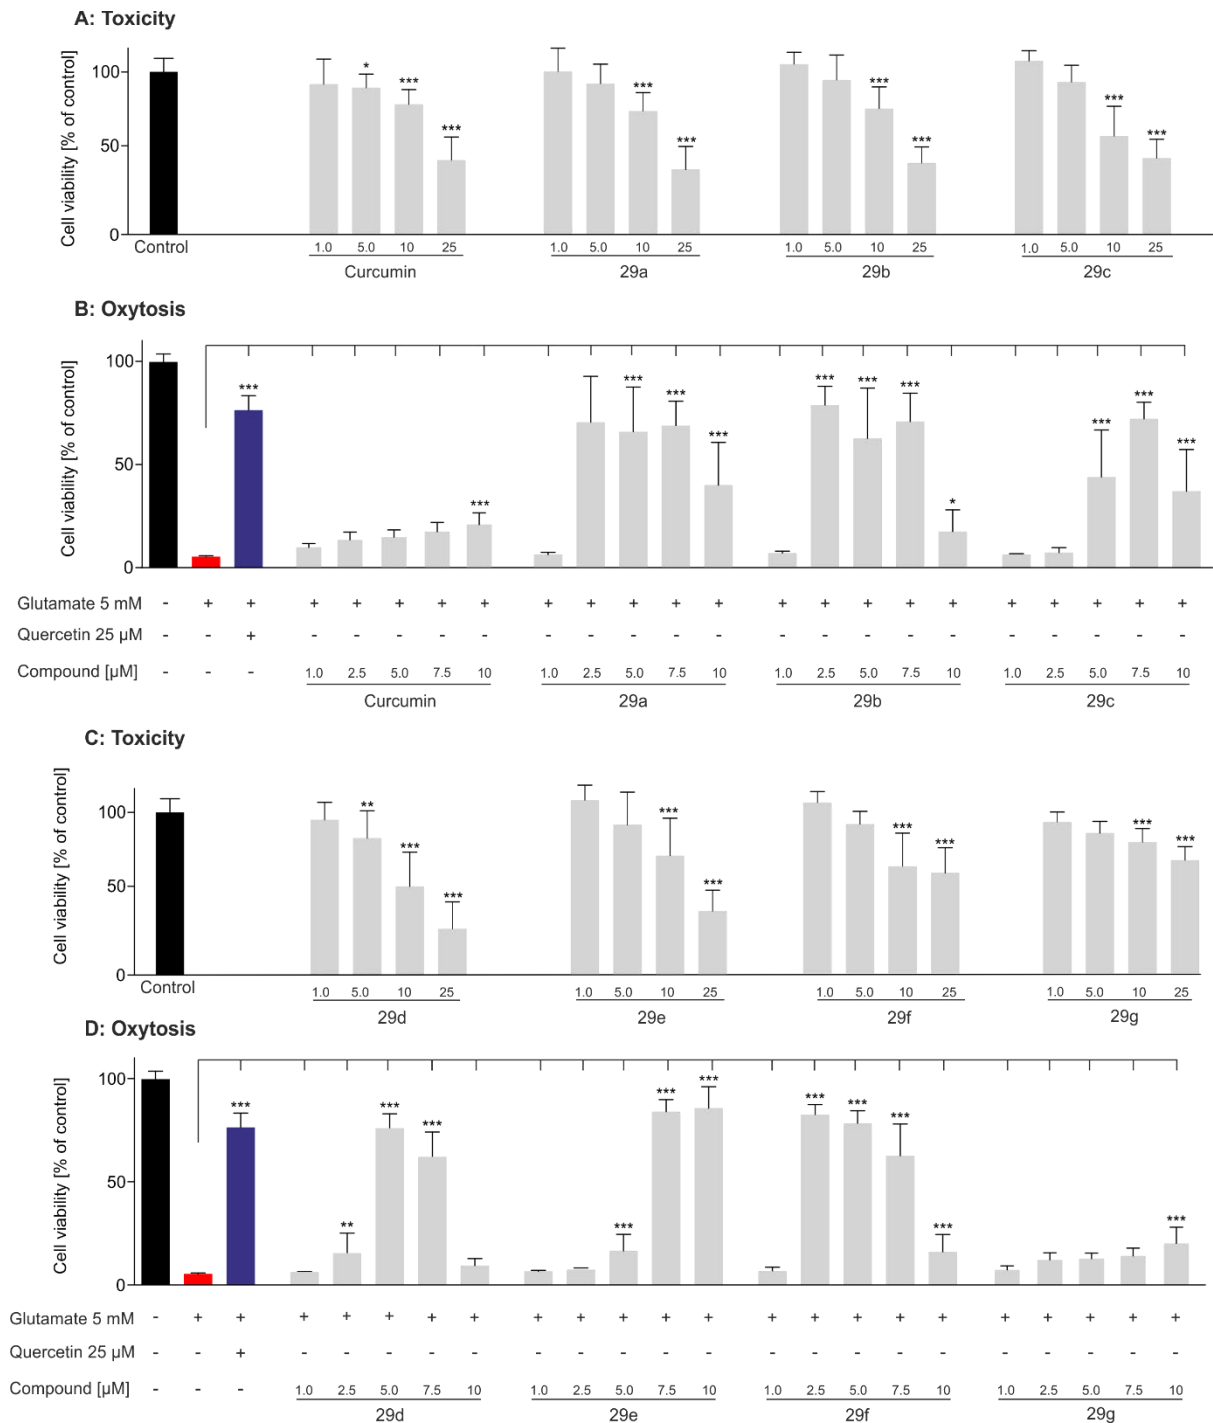 A: Toxicity
Cell viability [% of control]
100
50
0
* *** ***
*** ***
*** ***
*** ***
Control
1.0 5.0 10 25
1.0 5.0 10 25
1.0 5.0 10 25
1.0 5.0 10 25
Curcumin 29a 29b 29c
B: Oxytosis
Cell viability [% of control]
100
50
0
***
***
*** *** ***
*** *** *** *
*** *** ***
Glutamate 5 mM - + + + + + + + + + + + + + + + + + + + + + +
Quercetin 25 µM - - + - - - - - - - - - - - - - - - - - - - -
Compound [µM] - - - 1.0 2.5 5.0 7.5 10 1.0 2.5 5.0 7.5 10 1.0 2.5 5.0 7.5 10 1.0 2.5 5.0 7.5 10
Curcumin 29a 29b 29c
C: Toxicity
Cell viability [% of control]
100
50
0
** *** ***
*** ***
*** ***
*** ***
Control
1.0 5.0 10 25
1.0 5.0 10 25
1.0 5.0 10 25
1.0 5.0 10 25
29d 29e 29f 29g
D: Oxytosis
Cell viability [% of control]
100
50
0
***
** *** ***
*** *** ***
*** *** *** ***
***
Glutamate 5 mM - + + + + + + + + + + + + + + + + + + + + + +
Quercetin 25 µM - - + - - - - - - - - - - - - - - - - - - - -
Compound [µM] - - - 1.0 2.5 5.0 7.5 10 1.0 2.5 5.0 7.5 10 1.0 2.5 5.0 7.5 10 1.0 2.5 5.0 7.5 10
29d 29e 29f 29g